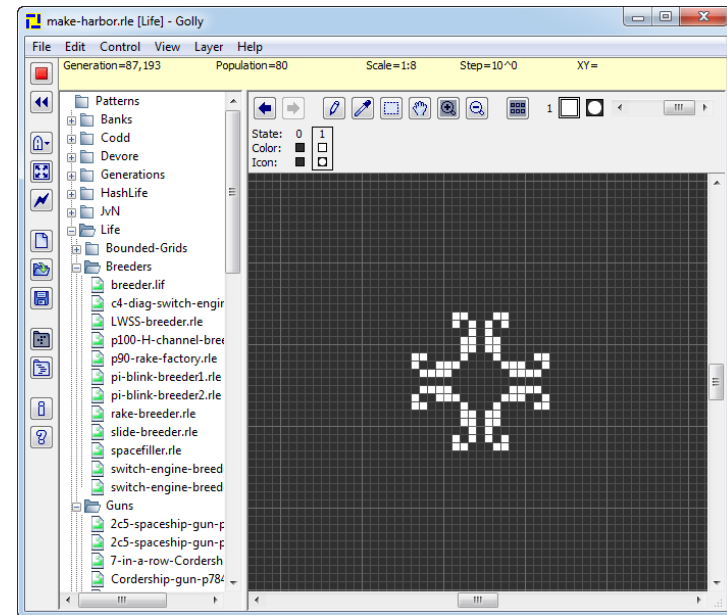 make-harbor.rle [Life] - Golly
File Edit Control View Layer Help
Generation=87,193 Population=80 Scale=1:8 Step=10^0 XY=
Patterns
Banks
Codd
Devore
Generations
HashLife
JvN
Life
Bounded-Grids
Breeders
breeder.lif
c4-diag-switch-engin
LWSS-breeder.rle
p100-H-channel-bree
p90-rake-factory.rle
pi-blink-breeder1.rle
pi-blink-breeder2.rle
rake-breeder.rle
slide-breeder.rle
spacefiller.rle
switch-engine-breed
switch-engine-breed
Guns
2c5-spaceship-gun-p
2c5-spaceship-gun-p
7-in-a-row-Cordersh
Cordership-gun-p784
1
State: 0 1
Color:
Icon: